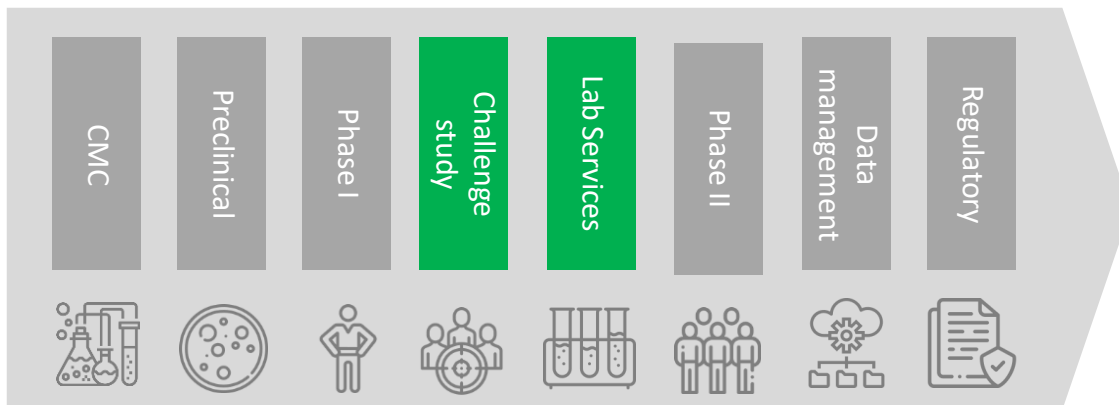 CMC
Preclinical
Phase I
Challenge
study
Lab Services
Phase II
Data
management
Regulatory